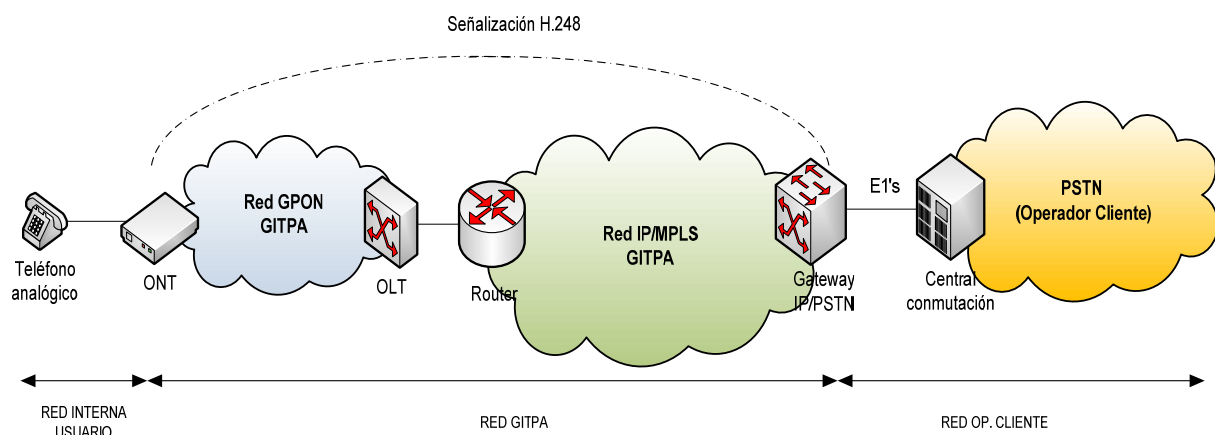 Señalización H.248
Red GPON
GITPA
Red IP/MPLS
GITPA
E1's
PSTN
(Operador Cliente)
Teléfono
analógico
ONT
OLT
Router
Gateway
IP/PSTN
Central
conmutación
RED INTERNA
USUARIO
RED GITPA
RED OP. CLIENTE